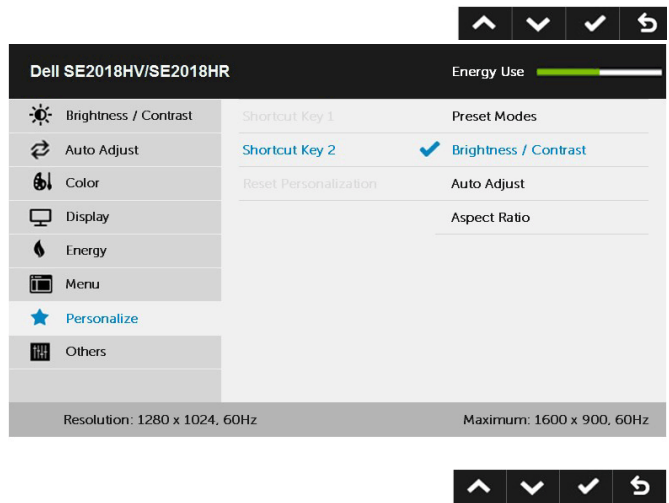 Dell SE2018HV/SE2018HR Energy Use
Brightness / Contrast Shortcut Key 1 Preset Modes
Auto Adjust Shortcut Key 2 Brightness / Contrast
Color Reset Personalization Auto Adjust
Display Aspect Ratio
Energy
Menu
Personalize
Others
Resolution: 1280 x 1024, 60Hz Maximum: 1600 x 900, 60Hz